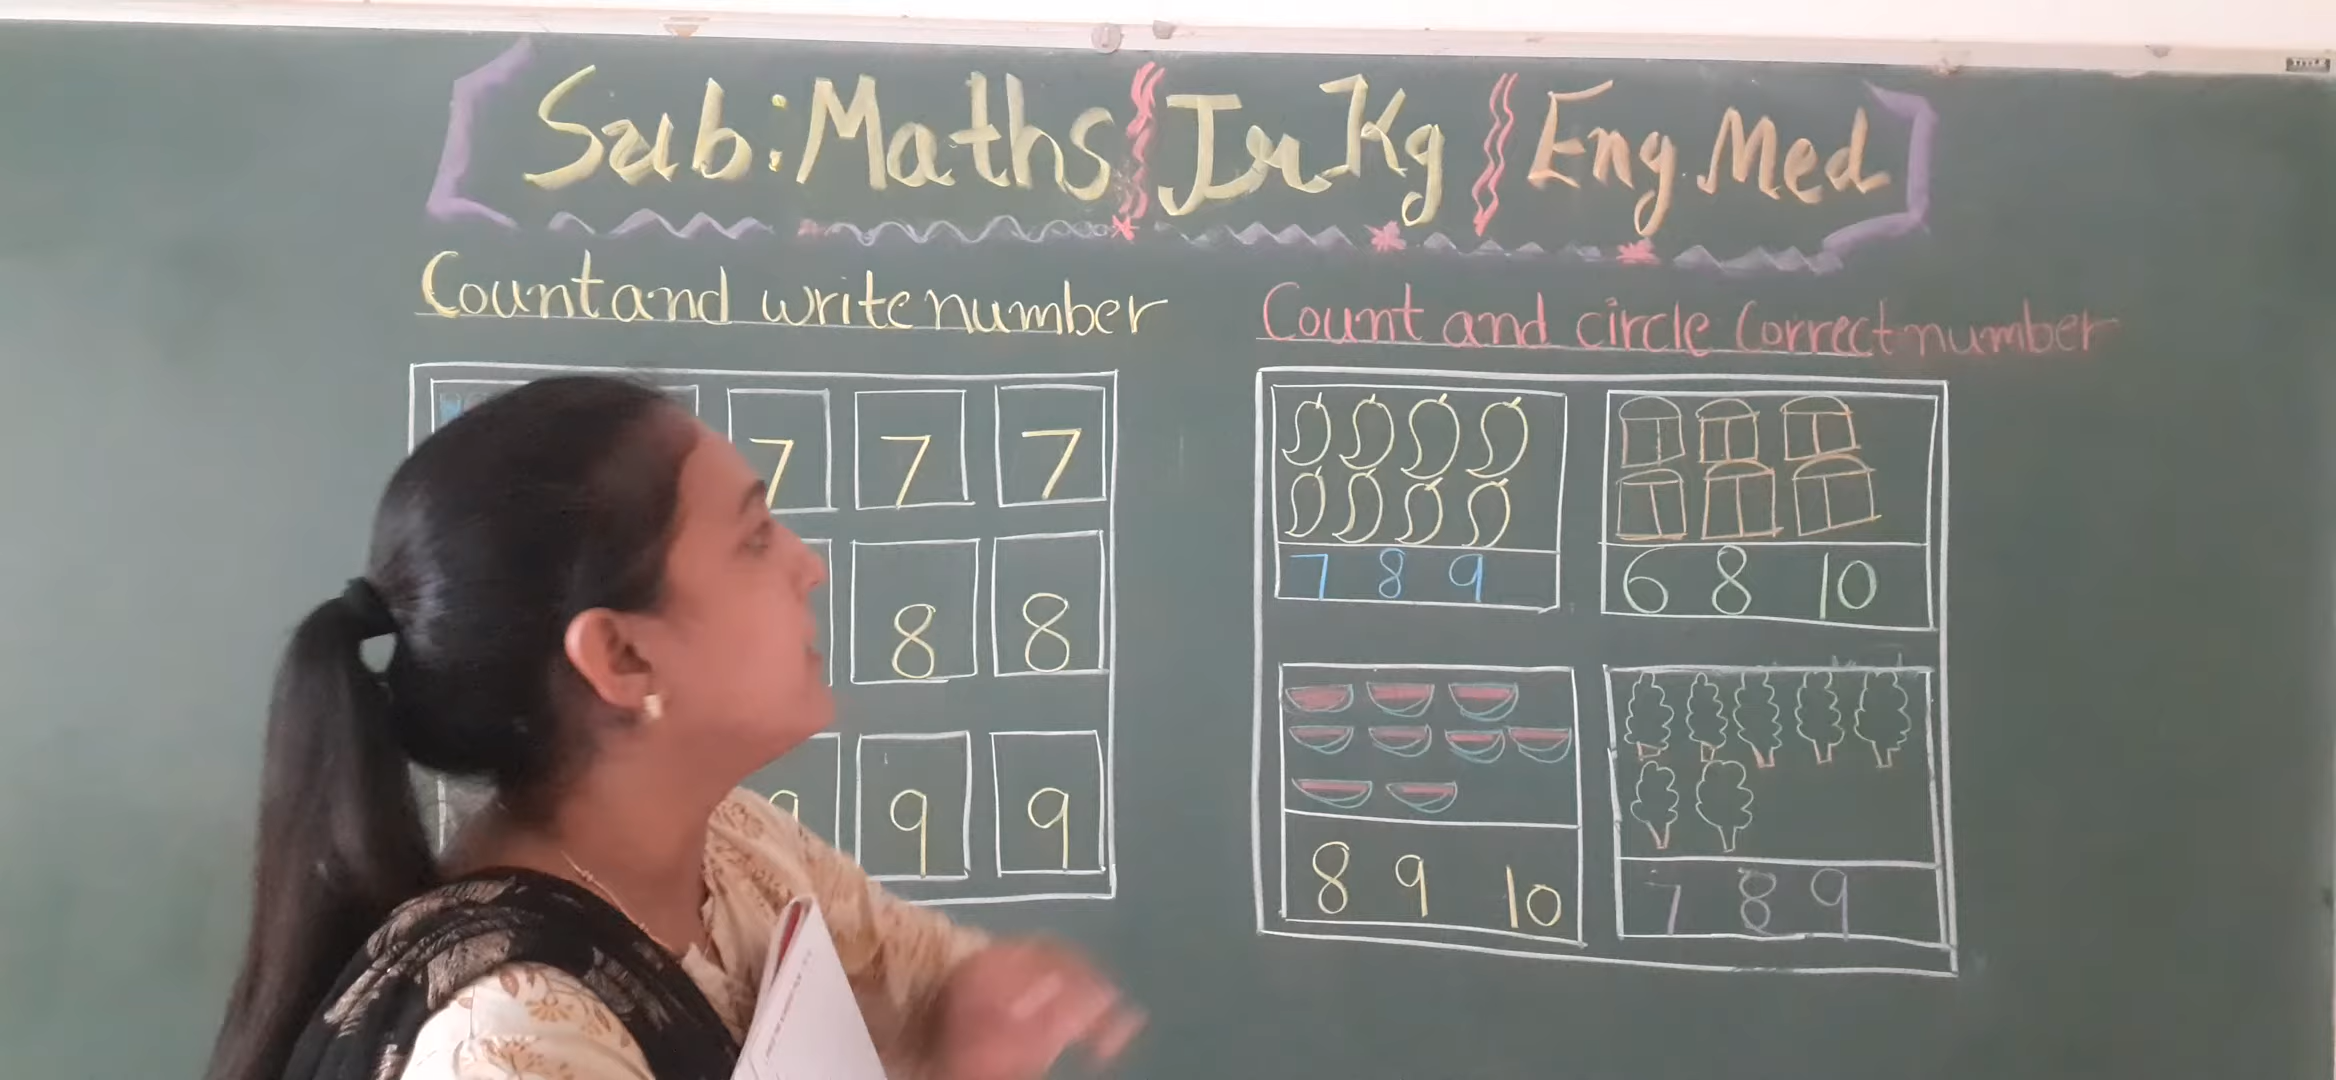 Sub: Maths Jr Kg Eng Med
Count and write number
Count and circle correct number
7 7 7
8 8
9 9 9
7 8 9
6 8 10
8 9 10
7 8 9